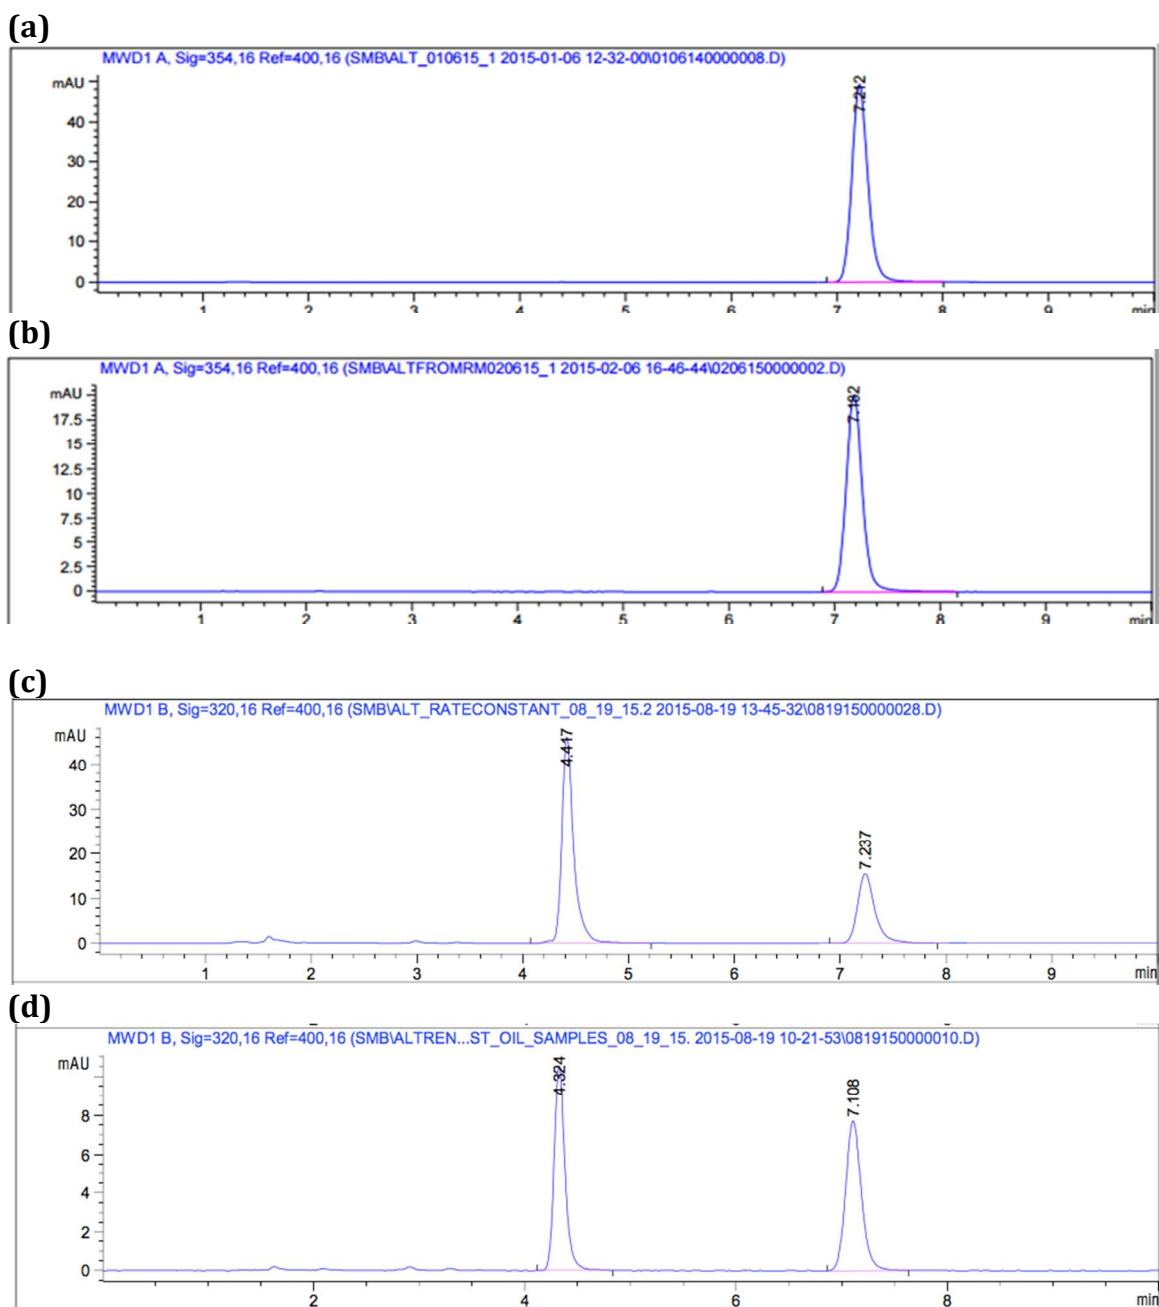 (a)
MWD1 A, Sig=354,16 Ref=400,16 (SMB\ALT_010615_1 2015-01-06 12-32-00\0106140000008.D)
mAU
7.212
40
30
20
10
0
1 2 3 4 5 6 7 8 9 min
(b)
MWD1 A, Sig=354,16 Ref=400,16 (SMB\ALTFROMRM020615_1 2015-02-06 16-46-44\0206150000002.D)
mAU
7.182
17.5
15
12.5
10
7.5
5
2.5
0
1 2 3 4 5 6 7 8 9 min
(c)
MWD1 B, Sig=320,16 Ref=400,16 (SMB\ALT_RATECONSTANT_08_19_15.2 2015-08-19 13-45-32\0819150000028.D)
mAU
4.417
40
30
7.237
20
10
0
1 2 3 4 5 6 7 8 9 min
(d)
MWD1 B, Sig=320,16 Ref=400,16 (SMB\ALTREN...ST_OIL_SAMPLES_08_19_15. 2015-08-19 10-21-53\0819150000010.D)
mAU
4.324
7.108
8
6
4
2
0
2 4 6 8 min